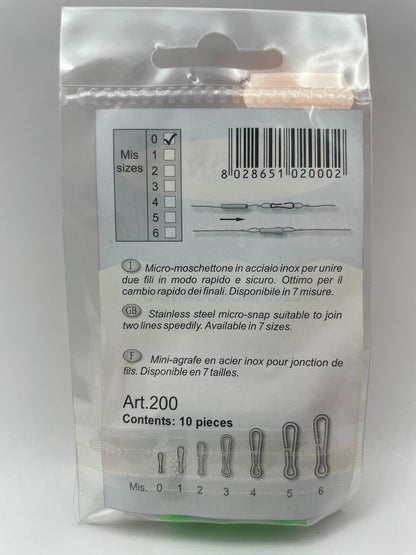 Mis
sizes
0
1
2
3
4
5
6
8 028651 020002
I Micro-moschettone in acciaio inox per unire
due fili in modo rapido e sicuro. Ottimo per il
cambio rapido dei finali. Disponibile in 7 misure.
GB Stainless steel micro-snap suitable to join
two lines speedily. Available in 7 sizes.
F Mini-agrafe en acier inox pour jonction de
fils. Disponible en 7 tailles.
Art.200
Contents: 10 pieces
Mis. 0 1 2 3 4 5 6